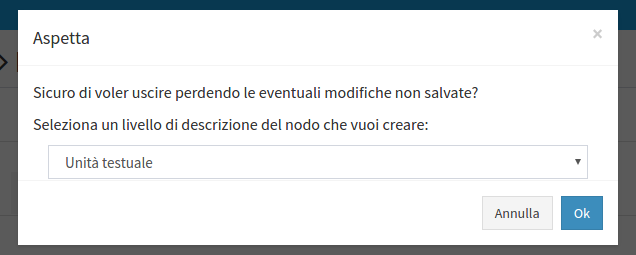 Aspetta
×
Sicuro di voler uscire perdendo le eventuali modifiche non salvate?
Seleziona un livello di descrizione del nodo che vuoi creare:
Unità testuale
Annulla
Ok